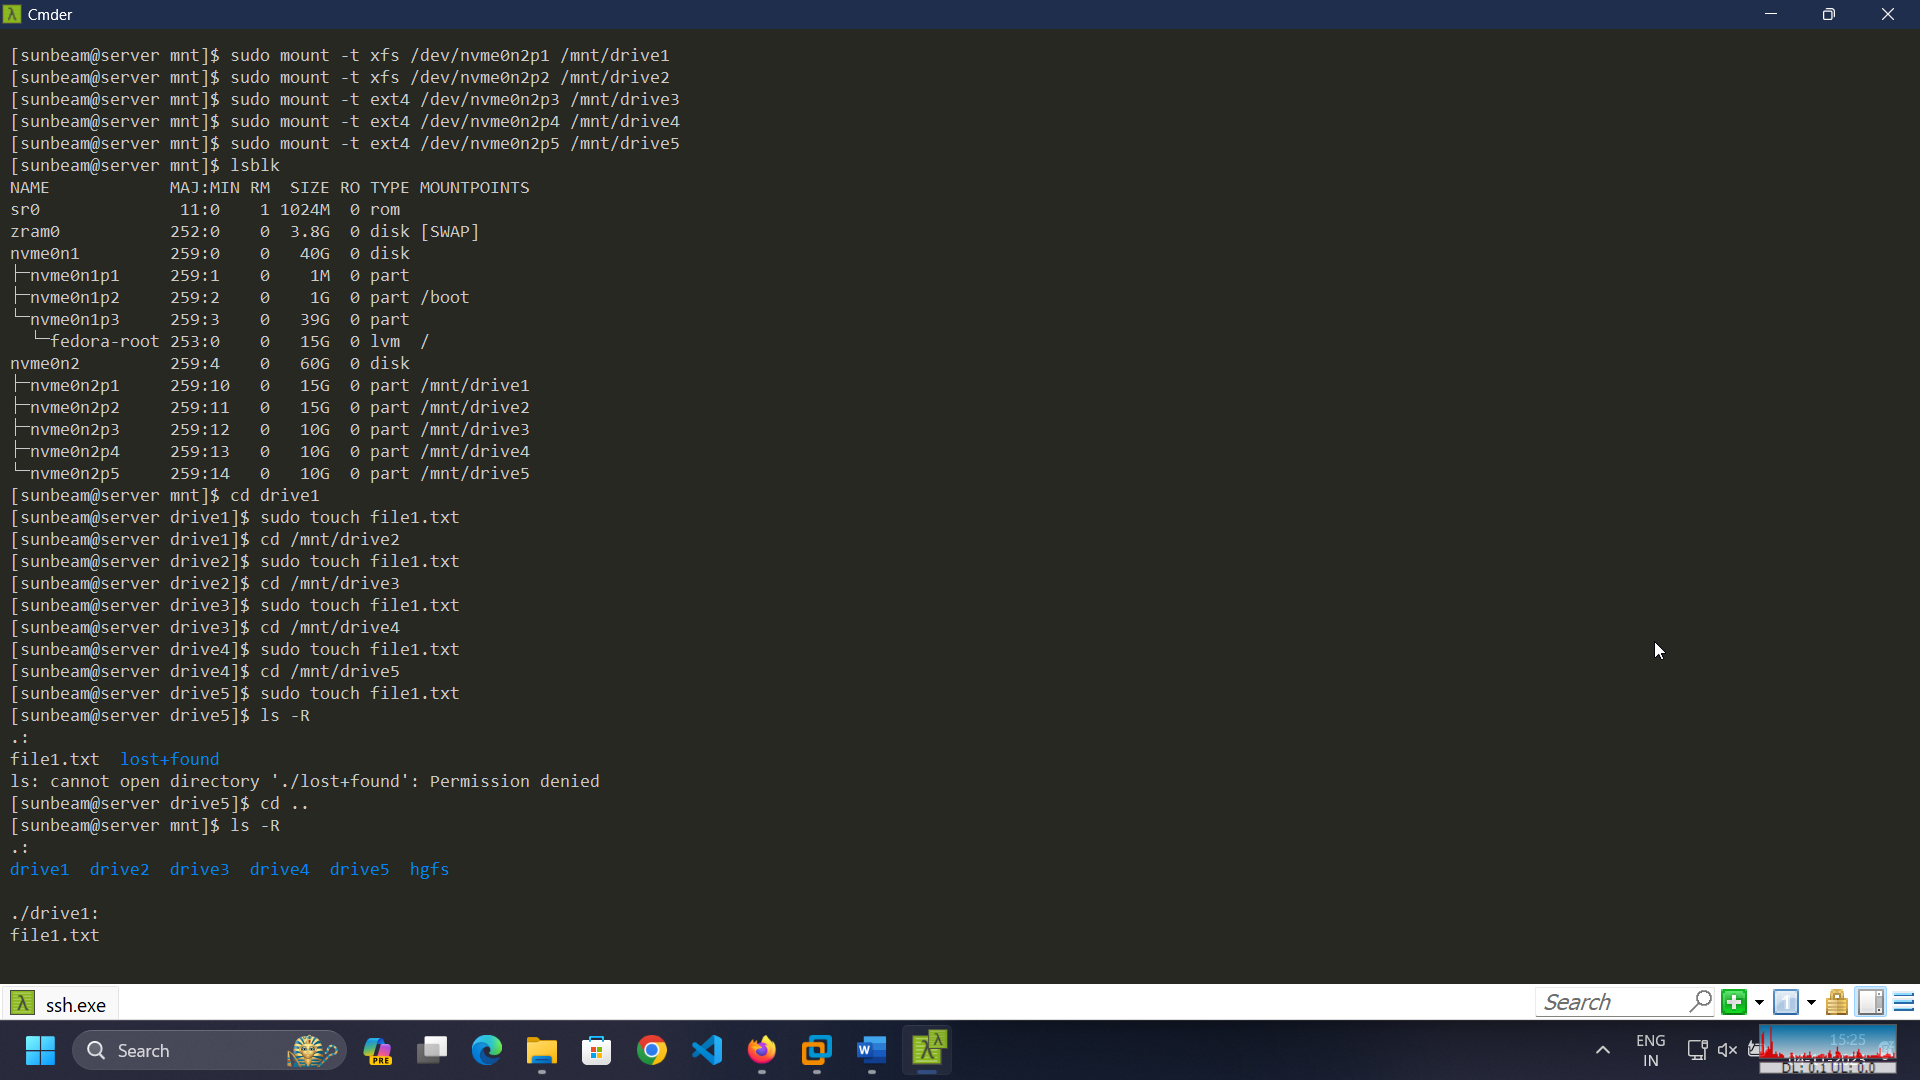 Cmder
[sunbeam@server mnt]$ sudo mount -t xfs /dev/nvme0n2p1 /mnt/drive1
[sunbeam@server mnt]$ sudo mount -t xfs /dev/nvme0n2p2 /mnt/drive2
[sunbeam@server mnt]$ sudo mount -t ext4 /dev/nvme0n2p3 /mnt/drive3
[sunbeam@server mnt]$ sudo mount -t ext4 /dev/nvme0n2p4 /mnt/drive4
[sunbeam@server mnt]$ sudo mount -t ext4 /dev/nvme0n2p5 /mnt/drive5
[sunbeam@server mnt]$ lsblk
NAME            MAJ:MIN RM  SIZE RO TYPE MOUNTPOINTS
sr0              11:0    1 1024M  0 rom
zram0           252:0    0  3.8G  0 disk [SWAP]
nvme0n1         259:0    0   40G  0 disk
├─nvme0n1p1     259:1    0    1M  0 part
├─nvme0n1p2     259:2    0    1G  0 part /boot
└─nvme0n1p3     259:3    0   39G  0 part
  └─fedora-root 253:0    0   15G  0 lvm  /
nvme0n2         259:4    0   60G  0 disk
├─nvme0n2p1     259:10   0   15G  0 part /mnt/drive1
├─nvme0n2p2     259:11   0   15G  0 part /mnt/drive2
├─nvme0n2p3     259:12   0   10G  0 part /mnt/drive3
├─nvme0n2p4     259:13   0   10G  0 part /mnt/drive4
└─nvme0n2p5     259:14   0   10G  0 part /mnt/drive5
[sunbeam@server mnt]$ cd drive1
[sunbeam@server drive1]$ sudo touch file1.txt
[sunbeam@server drive1]$ cd /mnt/drive2
[sunbeam@server drive2]$ sudo touch file1.txt
[sunbeam@server drive2]$ cd /mnt/drive3
[sunbeam@server drive3]$ sudo touch file1.txt
[sunbeam@server drive3]$ cd /mnt/drive4
[sunbeam@server drive4]$ sudo touch file1.txt
[sunbeam@server drive4]$ cd /mnt/drive5
[sunbeam@server drive5]$ sudo touch file1.txt
[sunbeam@server drive5]$ ls -R
.:
file1.txt  lost+found
ls: cannot open directory './lost+found': Permission denied
[sunbeam@server drive5]$ cd ..
[sunbeam@server mnt]$ ls -R
.:
drive1  drive2  drive3  drive4  drive5  hgfs

./drive1:
file1.txt
ssh.exe
Search
1
Search
PRE
ENG
IN
15:25
DL: 0.1 UL: 0.0